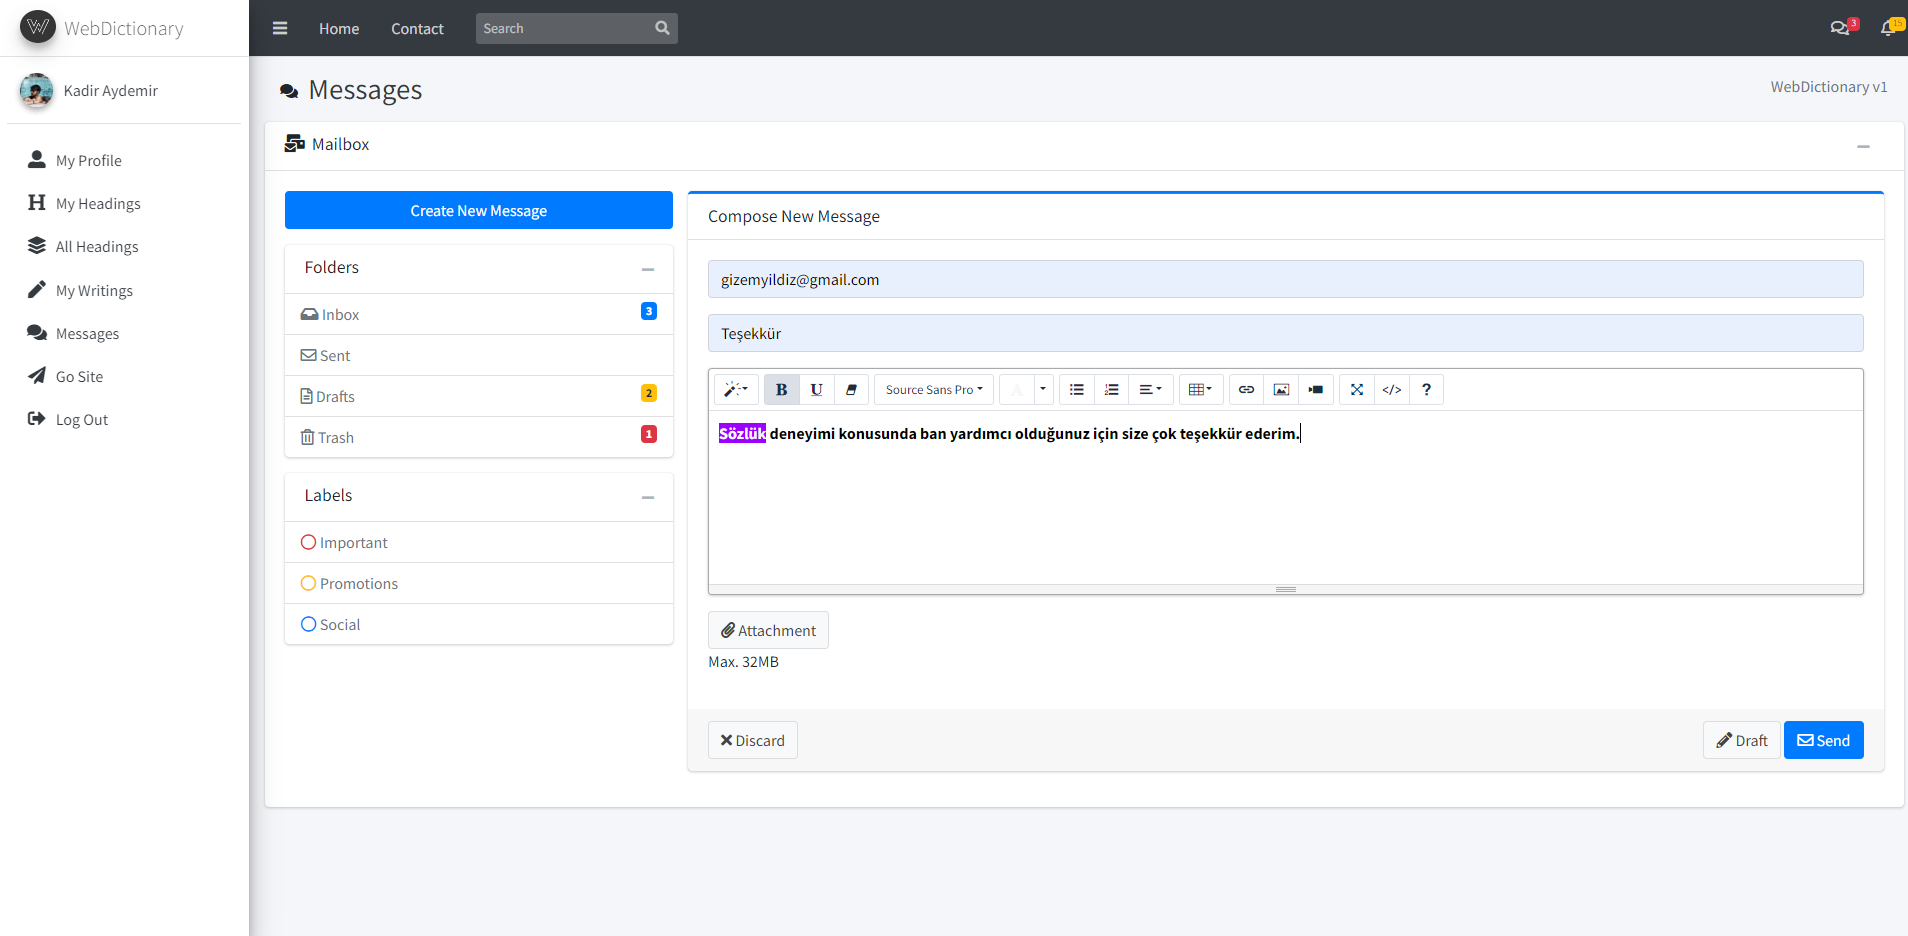 WebDictionary
Home
Contact
Search
3
15
Kadir Aydemir
My Profile
My Headings
All Headings
My Writings
Messages
Go Site
Log Out
Messages
WebDictionary v1
Mailbox
Create New Message
Folders
Inbox 3
Sent
Drafts 2
Trash 1
Labels
Important
Promotions
Social
Compose New Message
gizemyildiz@gmail.com
Teşekkür
B U Source Sans Pro A </> ?
Sözlük deneyimi konusunda ban yardımcı olduğunuz için size çok teşekkür ederim.
Attachment
Max. 32MB
Discard
Draft
Send